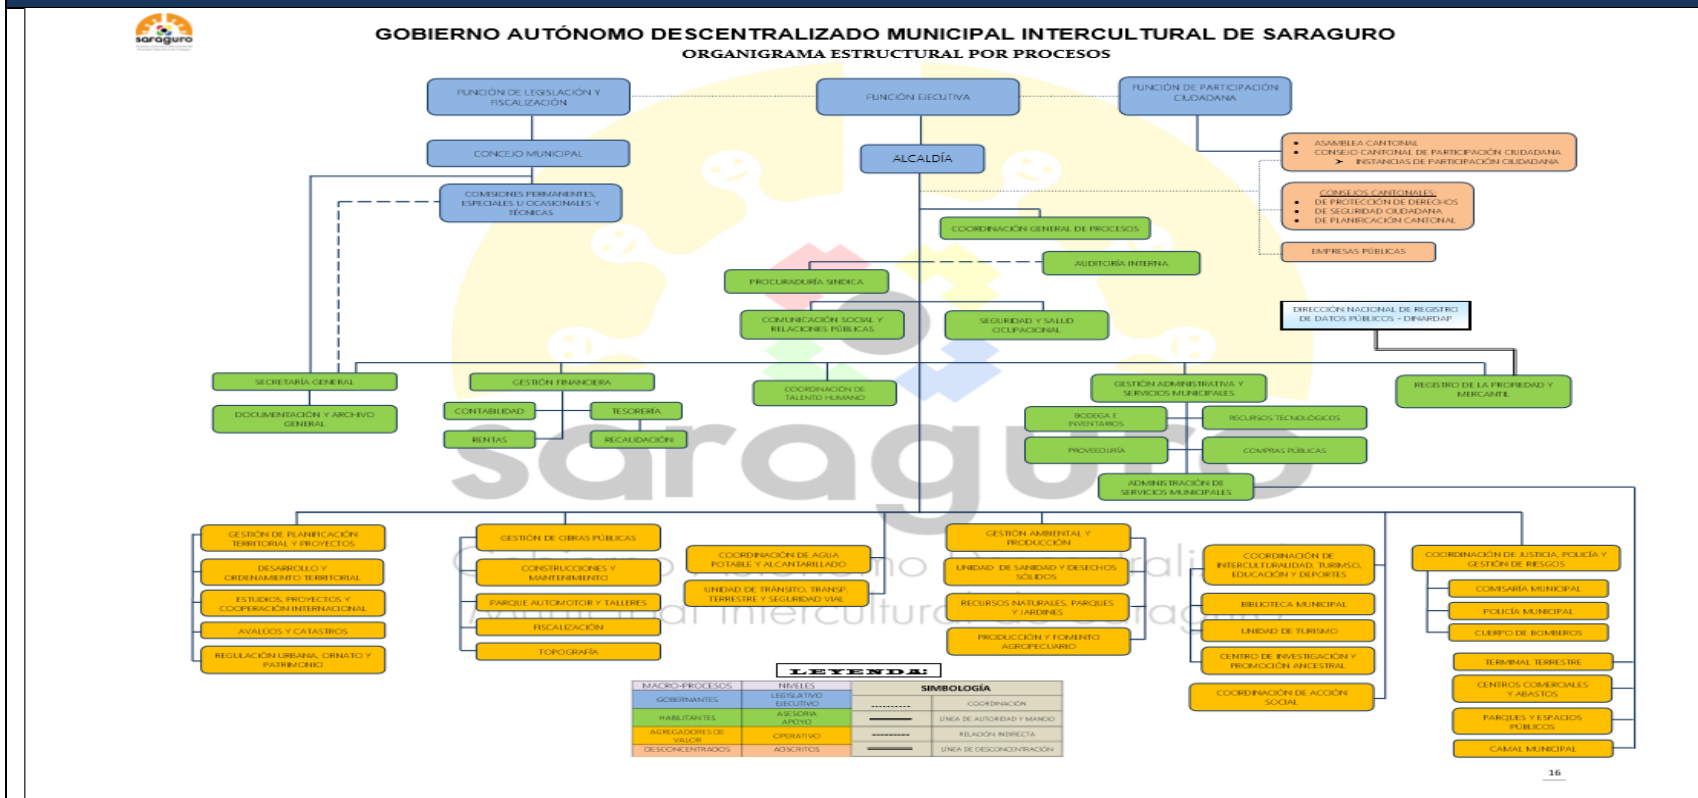 saraguro
GOBIERNO AUTÓNOMO DESCENTRALIZADO MUNICIPAL INTERCULTURAL DE SARAGURO
ORGANIGRAMA ESTRUCTURAL POR PROCESOS
FUNCIÓN DE LEGISLACIÓN Y
FISCALIZACIÓN
FUNCIÓN EJECUTIVA
FUNCIÓN DE PARTICIPACIÓN
CIUDADANA
CONCEJO MUNICIPAL
ALCALDÍA
• ASAMBLEA CANTONAL
• CONSEJO CANTONAL DE PARTICIPACIÓN CIUDADANA
➤ INSTANCIAS DE PARTICIPACIÓN CIUDADANA
COMISIONES PERMANENTES,
ESPECIALES U OCASIONALES Y
TÉCNICAS
CONSEJOS CANTONALES:
• DE PROTECCIÓN DE DERECHOS
• DE SEGURIDAD CIUDADANA
• DE PLANIFICACIÓN CANTONAL
COORDINACIÓN GENERAL DE PROCESOS
EMPRESAS PÚBLICAS
AUDITORÍA INTERNA
PROCURADURÍA SINDICA
COMUNICACIÓN SOCIAL Y
RELACIONES PÚBLICAS
SEGURIDAD Y SALUD
OCUPACIONAL
DIRECCIÓN NACIONAL DE REGISTRO
DE DATOS PÚBLICOS - DINARDAP
SECRETARÍA GENERAL
DOCUMENTACIÓN Y ARCHIVO
GENERAL
GESTIÓN FINANCIERA
CONTABILIDAD
TESORERÍA
RENTAS
RECAUDACIÓN
COORDINACIÓN DE
TALENTO HUMANO
GESTIÓN ADMINISTRATIVA Y
SERVICIOS MUNICIPALES
BODEGA E
INVENTARIOS
RECURSOS TECNOLÓGICOS
PROVEEDURÍA
COMPRAS PÚBLICAS
ADMINISTRACIÓN DE
SERVICIOS MUNICIPALES
REGISTRO DE LA PROPIEDAD Y
MERCANTIL
saraguro
GESTIÓN DE PLANIFICACIÓN
TERRITORIAL Y PROYECTOS
DESARROLLO Y
ORDENAMIENTO TERRITORIAL
ESTUDIOS, PROYECTOS Y
COOPERACIÓN INTERNACIONAL
AVALÚOS Y CATASTROS
REGULACIÓN URBANA, ORNATO Y
PATRIMONIO
GESTIÓN DE OBRAS PÚBLICAS
CONSTRUCCIONES Y
MANTENIMIENTO
PARQUE AUTOMOTOR Y TALLERES
FISCALIZACIÓN
TOPOGRAFÍA
COORDINACIÓN DE AGUA
POTABLE Y ALCANTARILLADO
UNIDAD DE TRÁNSITO, TRANSP,
TERRESTRE Y SEGURIDAD VIAL
GESTIÓN AMBIENTAL Y
PRODUCCIÓN
UNIDAD DE SANIDAD Y DESECHOS
SÓLIDOS
RECURSOS NATURALES, PARQUES
Y JARDINES
PRODUCCIÓN Y FOMENTO
AGROPECUARIO
COORDINACIÓN DE
INTERCULTURALIDAD, TURIMSO,
EDUCACIÓN Y DEPORTES
BIBLIOTECA MUNICIPAL
UNIDAD DE TURISMO
CENTRO DE INVESTIGACIÓN Y
PROMOCIÓN ANCESTRAL
COORDINACIÓN DE ACCIÓN
SOCIAL
COORDINACIÓN DE JUSTICIA, POLICÍA Y
GESTIÓN DE RIESGOS
COMISARÍA MUNICIPAL
POLICÍA MUNICIPAL
CUERPO DE BOMBEROS
TERMINAL TERRESTRE
CENTROS COMERCIALES
Y ABASTOS
PARQUES Y ESPACIOS
PÚBLICOS
CAMAL MUNICIPAL
LEYENDA:
MACRO-PROCESOS NIVELES SIMBOLOGÍA
GOBERNANTES LEGISLATIVO EJECUTIVO COORDINACIÓN
HABILITANTES ASESORIA APOYO LINEA DE AUTORIDAD Y MANDO
AGREGADORES DE VALOR OPERATIVO RELACIÓN INDIRECTA
DESCONCENTRADOS ADSCRITOS LÍNEA DE DESCONCENTRACIÓN
16